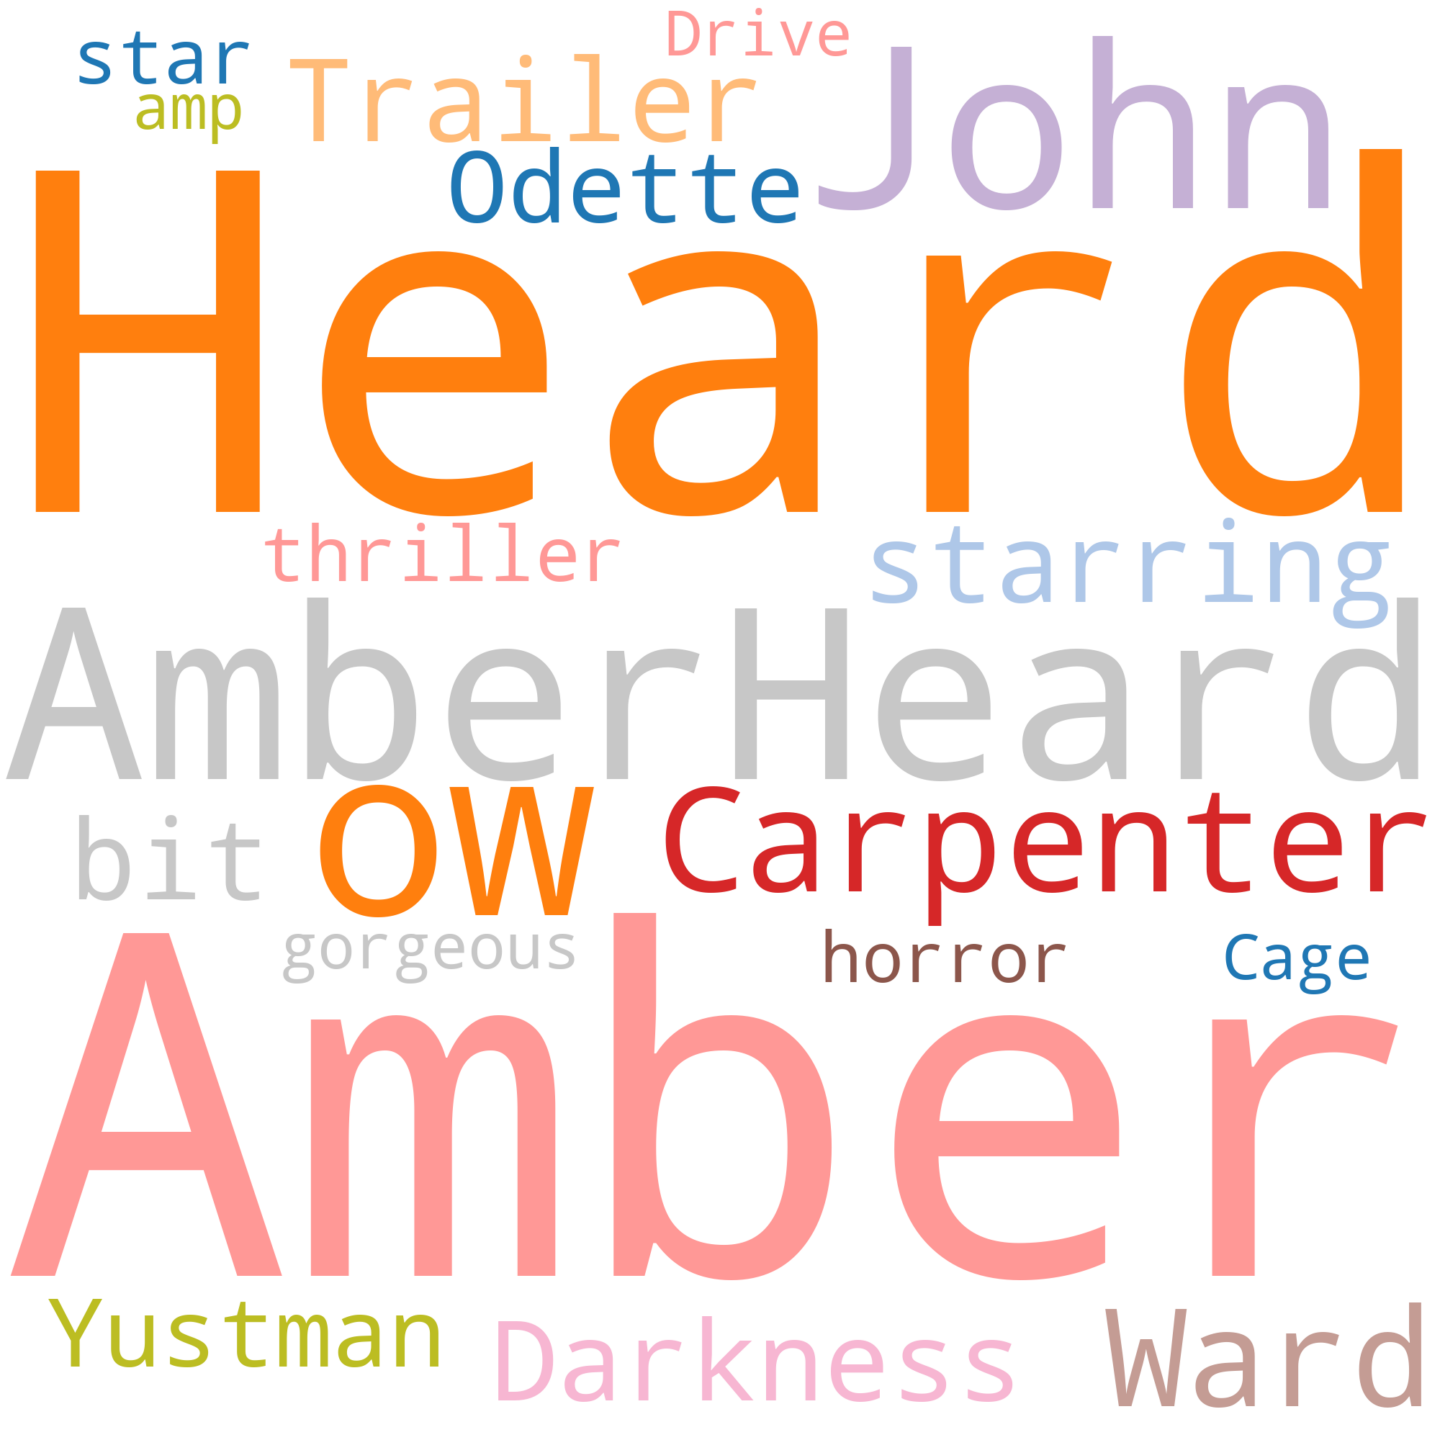 Drive
star
Trailer
John
amp
Odette
Heard
thriller
starring
AmberHeard
bit
OW
Carpenter
gorgeous
horror
Cage
Amber
Yustman
Darkness
Ward